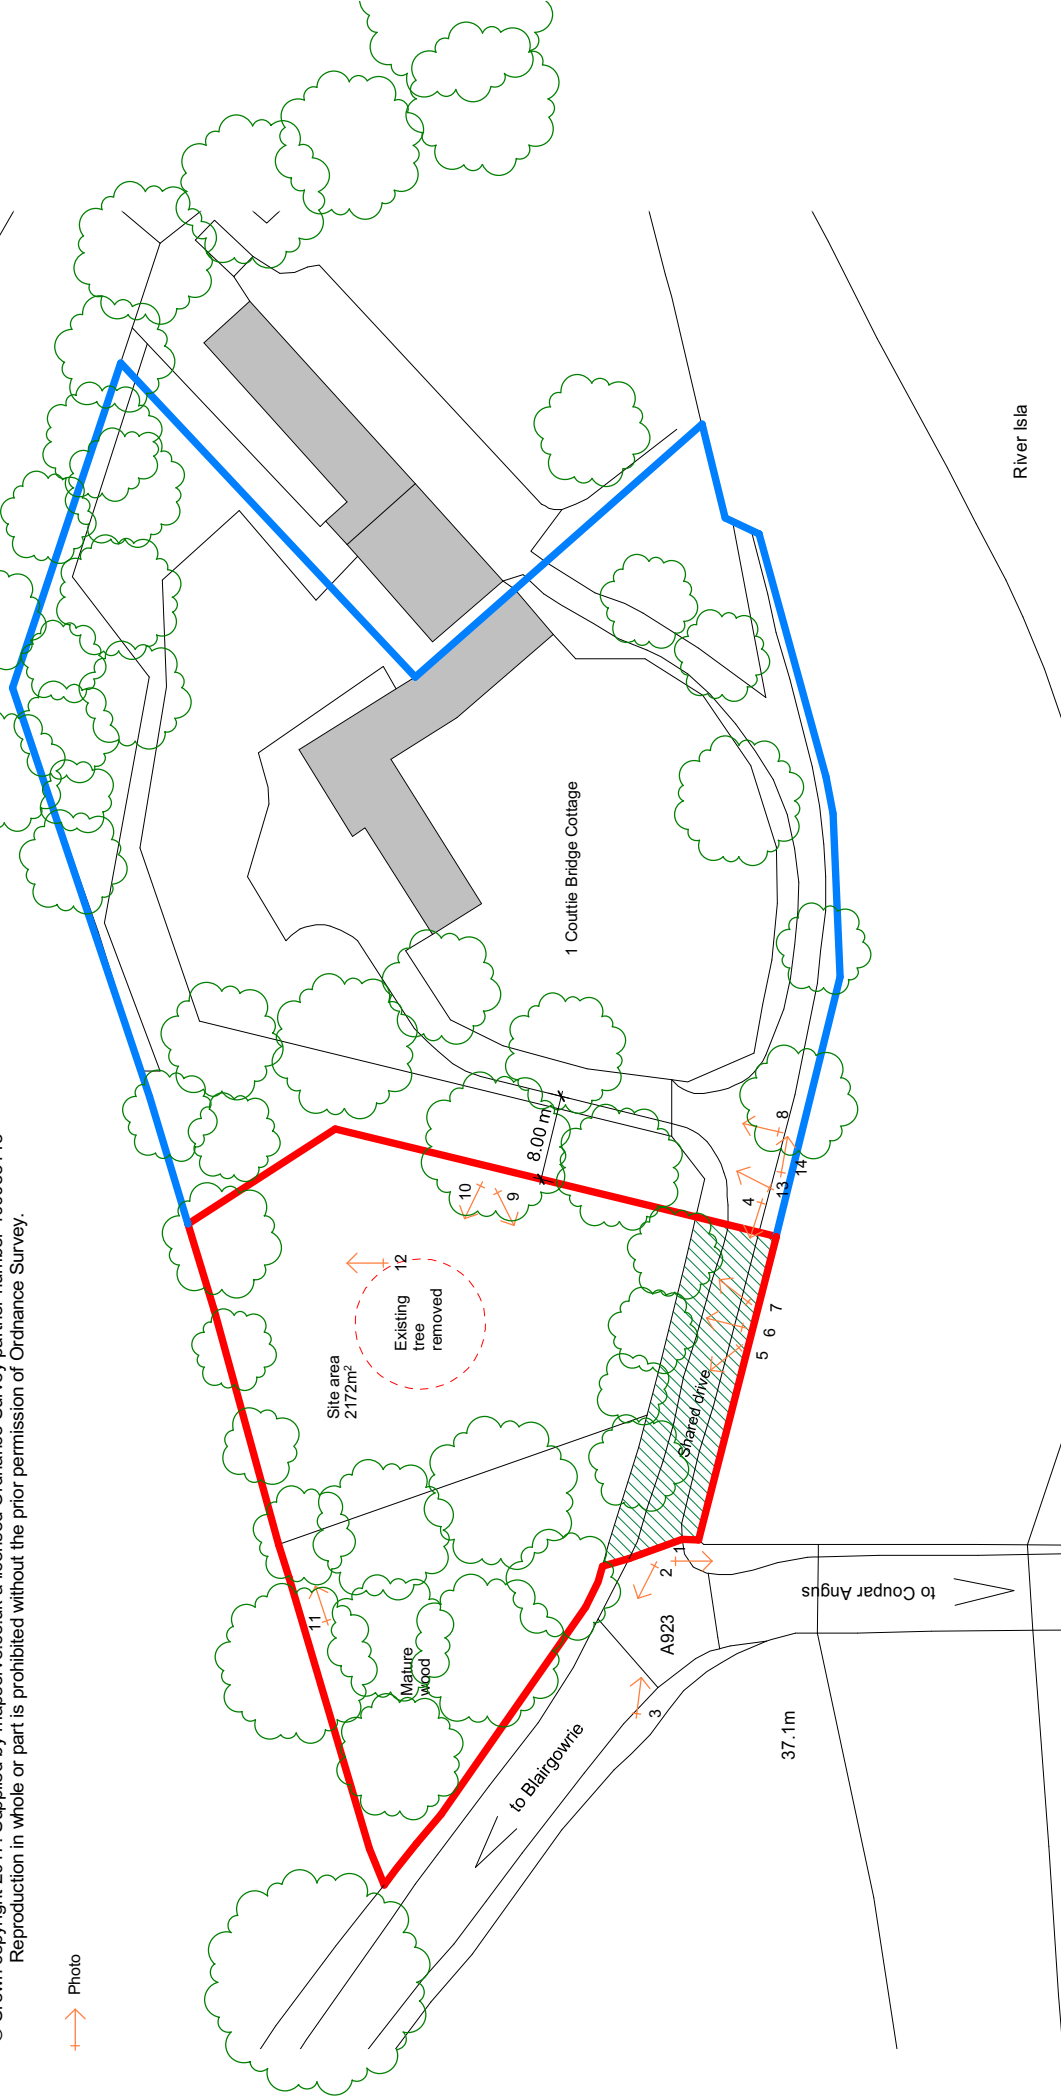 Reproduction in whole or part is prohibited without the prior permission of Ordnance Survey.
Photo
Site area
2172m²
Existing
tree
removed
Mature
wood
8.00 m
1 Couttie Bridge Cottage
Shared drive
River Isla
A923
to Blairgowrie
to Coupar Angus
37.1m
1
2
3
4
5
6
7
8
9
10
11
12
13
14